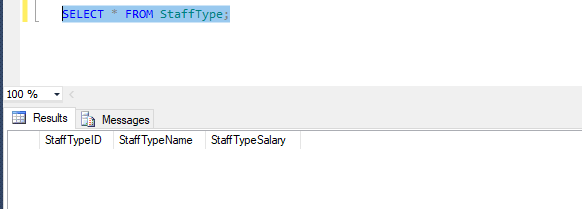 SELECT * FROM StaffType;
100 %
Results Messages
StaffTypeID StaffTypeName StaffTypeSalary